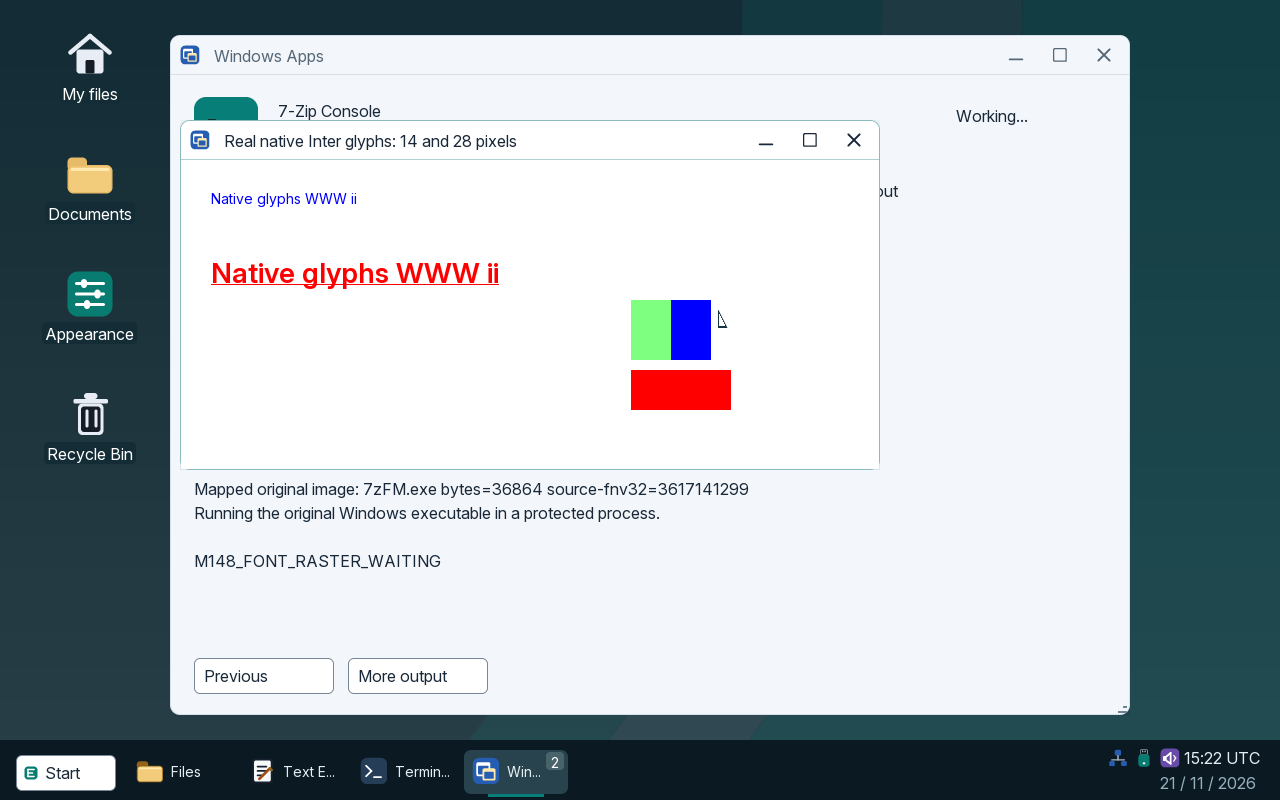 My files
Documents
Appearance
Recycle Bin
Windows Apps
7-Zip Console
Working...
Real native Inter glyphs: 14 and 28 pixels
Native glyphs WWW ii
Native glyphs WWW ii
Mapped original image: 7zFM.exe bytes=36864 source-fnv32=3617141299
Running the original Windows executable in a protected process.
M148_FONT_RASTER_WAITING
Previous
More output
Start
Files
Text E...
Termin...
Win...
2
15:22 UTC
21 / 11 / 2026